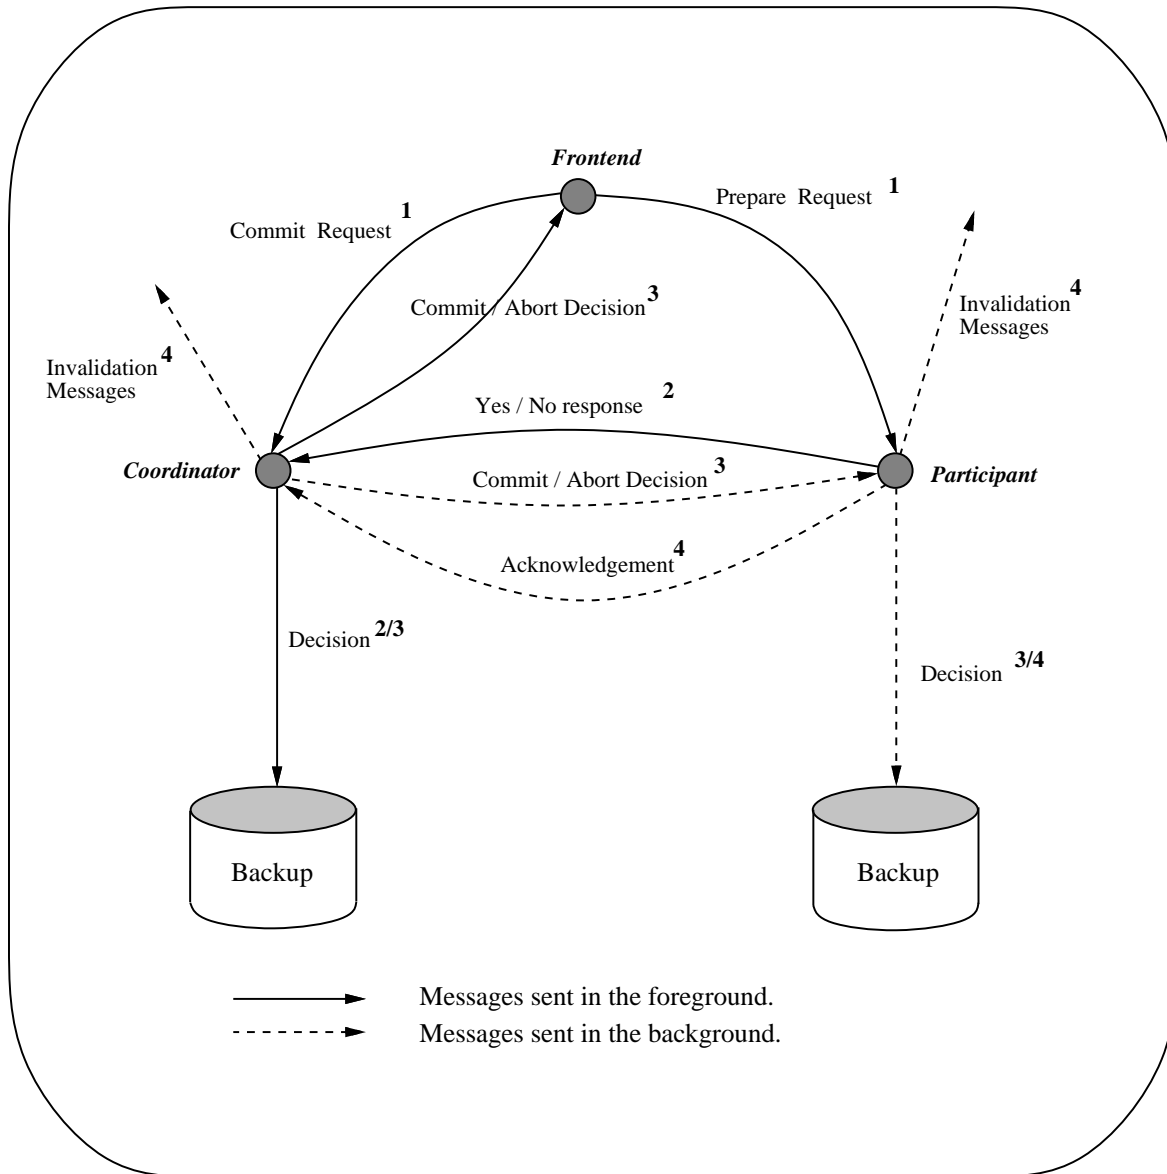 Frontend
Prepare Request 1
Commit Request 1
Commit / Abort Decision 3
Invalidation 4
Messages
Invalidation 4
Messages
Yes / No response 2
Coordinator
Commit / Abort Decision 3
Participant
Acknowledgement 4
Decision 2/3
Decision 3/4
Backup
Backup
Messages sent in the foreground.
Messages sent in the background.